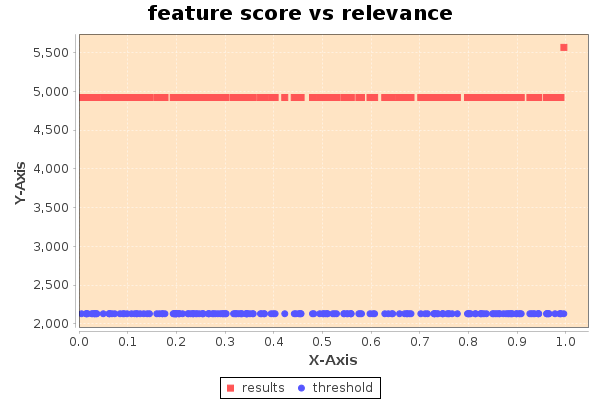 feature score vs relevance
5,500
5,000
4,500
4,000
3,500
3,000
2,500
2,000
Y-Axis
0.0 0.1 0.2 0.3 0.4 0.5 0.6 0.7 0.8 0.9 1.0
X-Axis
results threshold